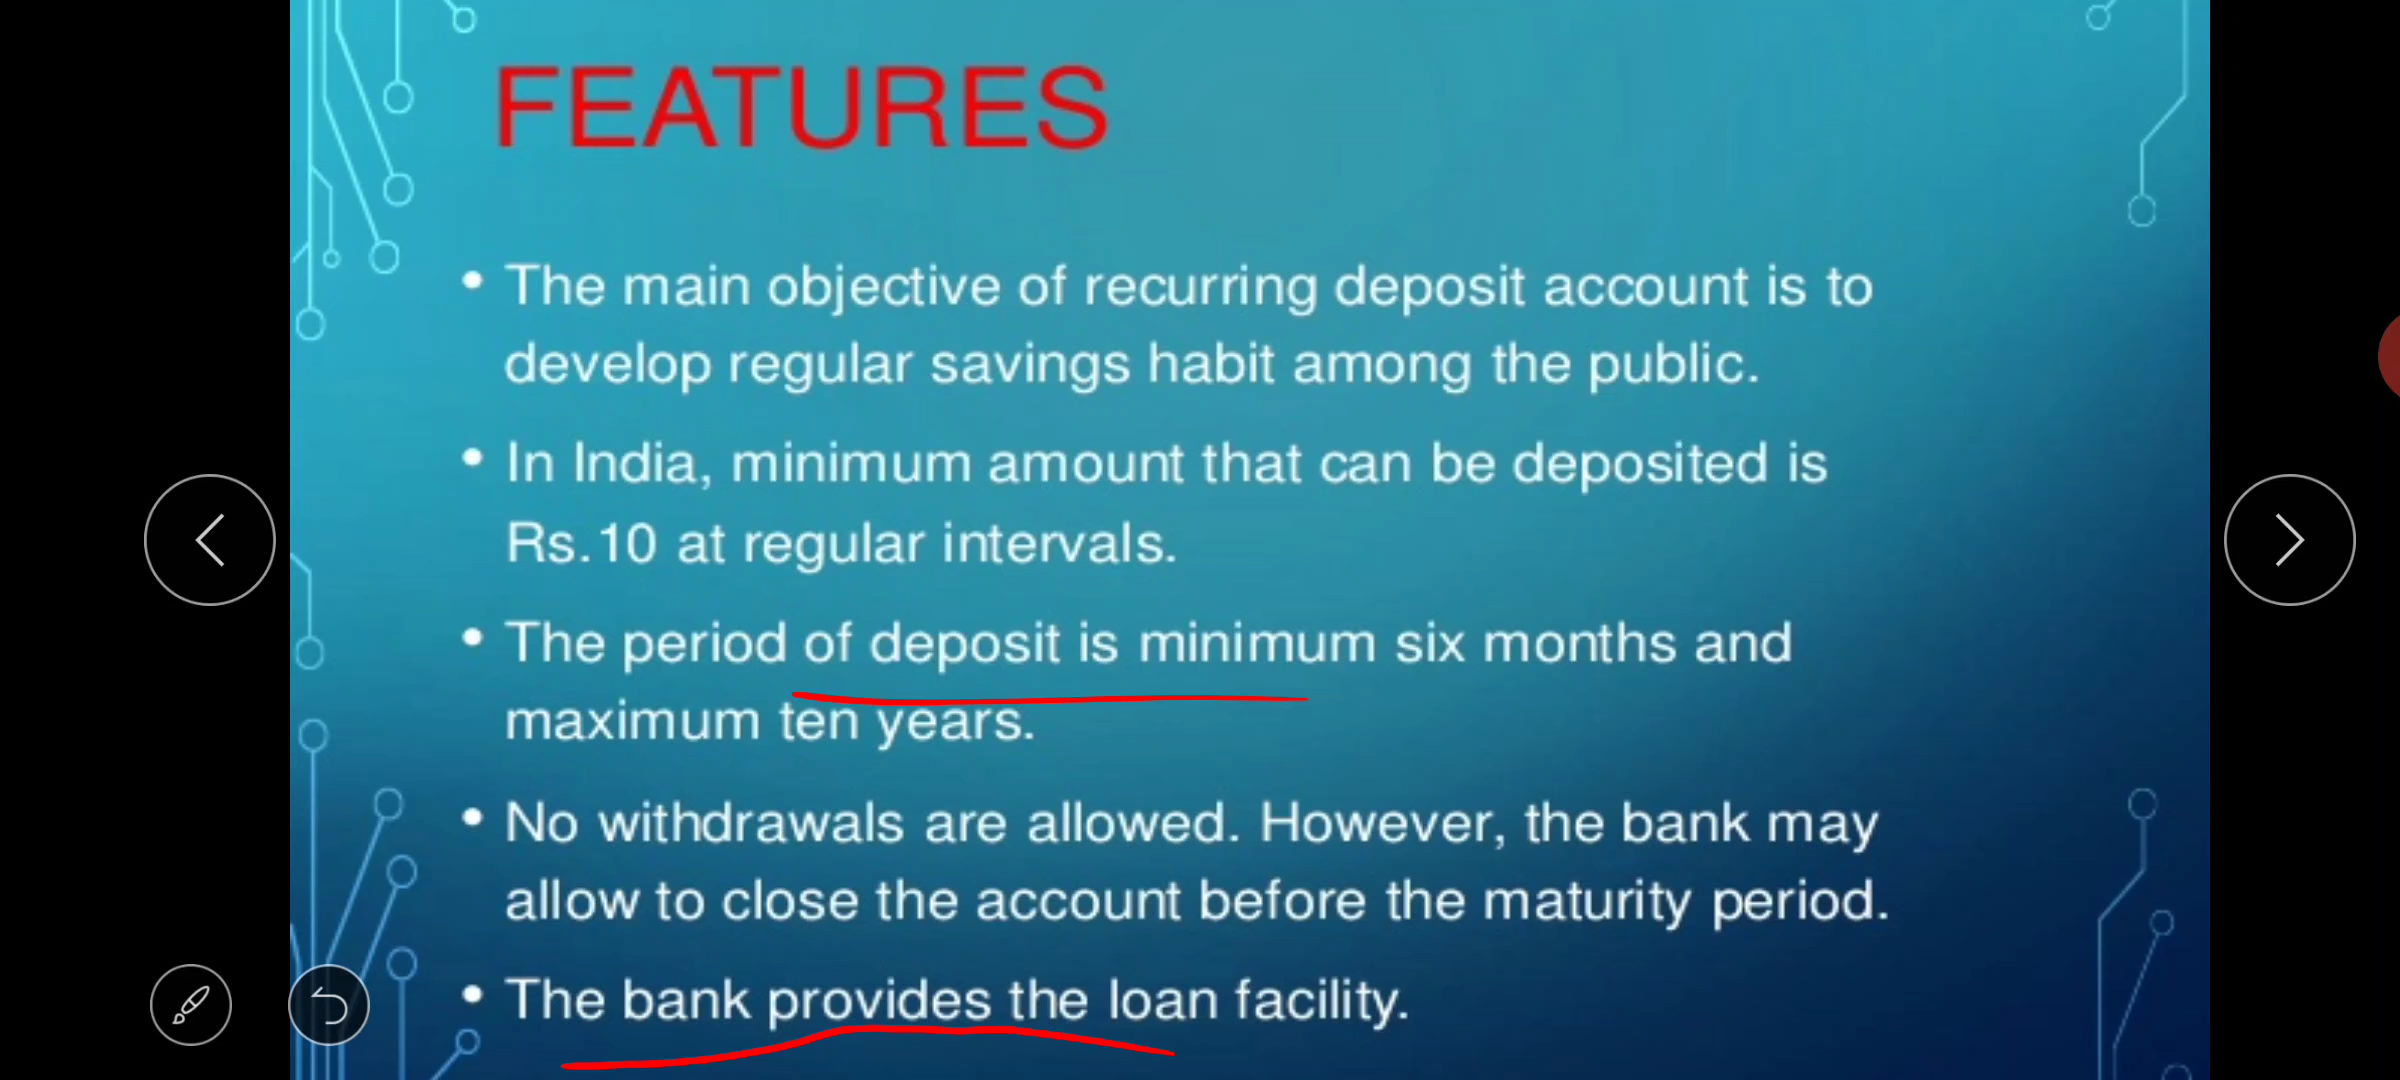 FEATURES
• The main objective of recurring deposit account is to
develop regular savings habit among the public.
• In India, minimum amount that can be deposited is
Rs.10 at regular intervals.
• The period of deposit is minimum six months and
maximum ten years.
• No withdrawals are allowed. However, the bank may
allow to close the account before the maturity period.
• The bank provides the loan facility.